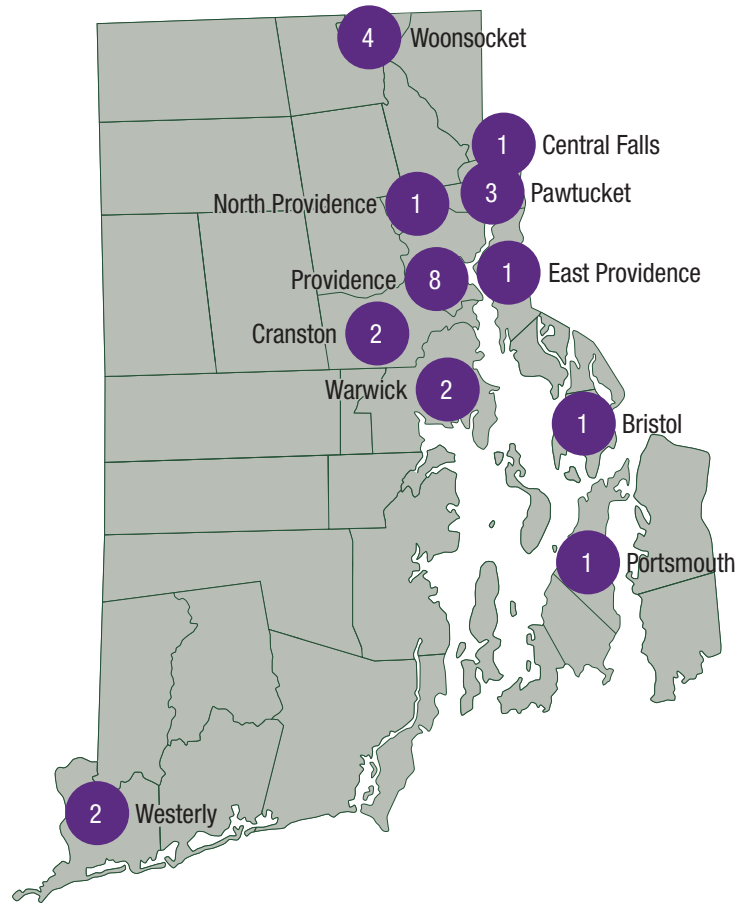 4 Woonsocket
1 Central Falls
3 Pawtucket
North Providence 1
1 East Providence
Providence 8
Cranston 2
Warwick 2
1 Bristol
1 Portsmouth
2 Westerly